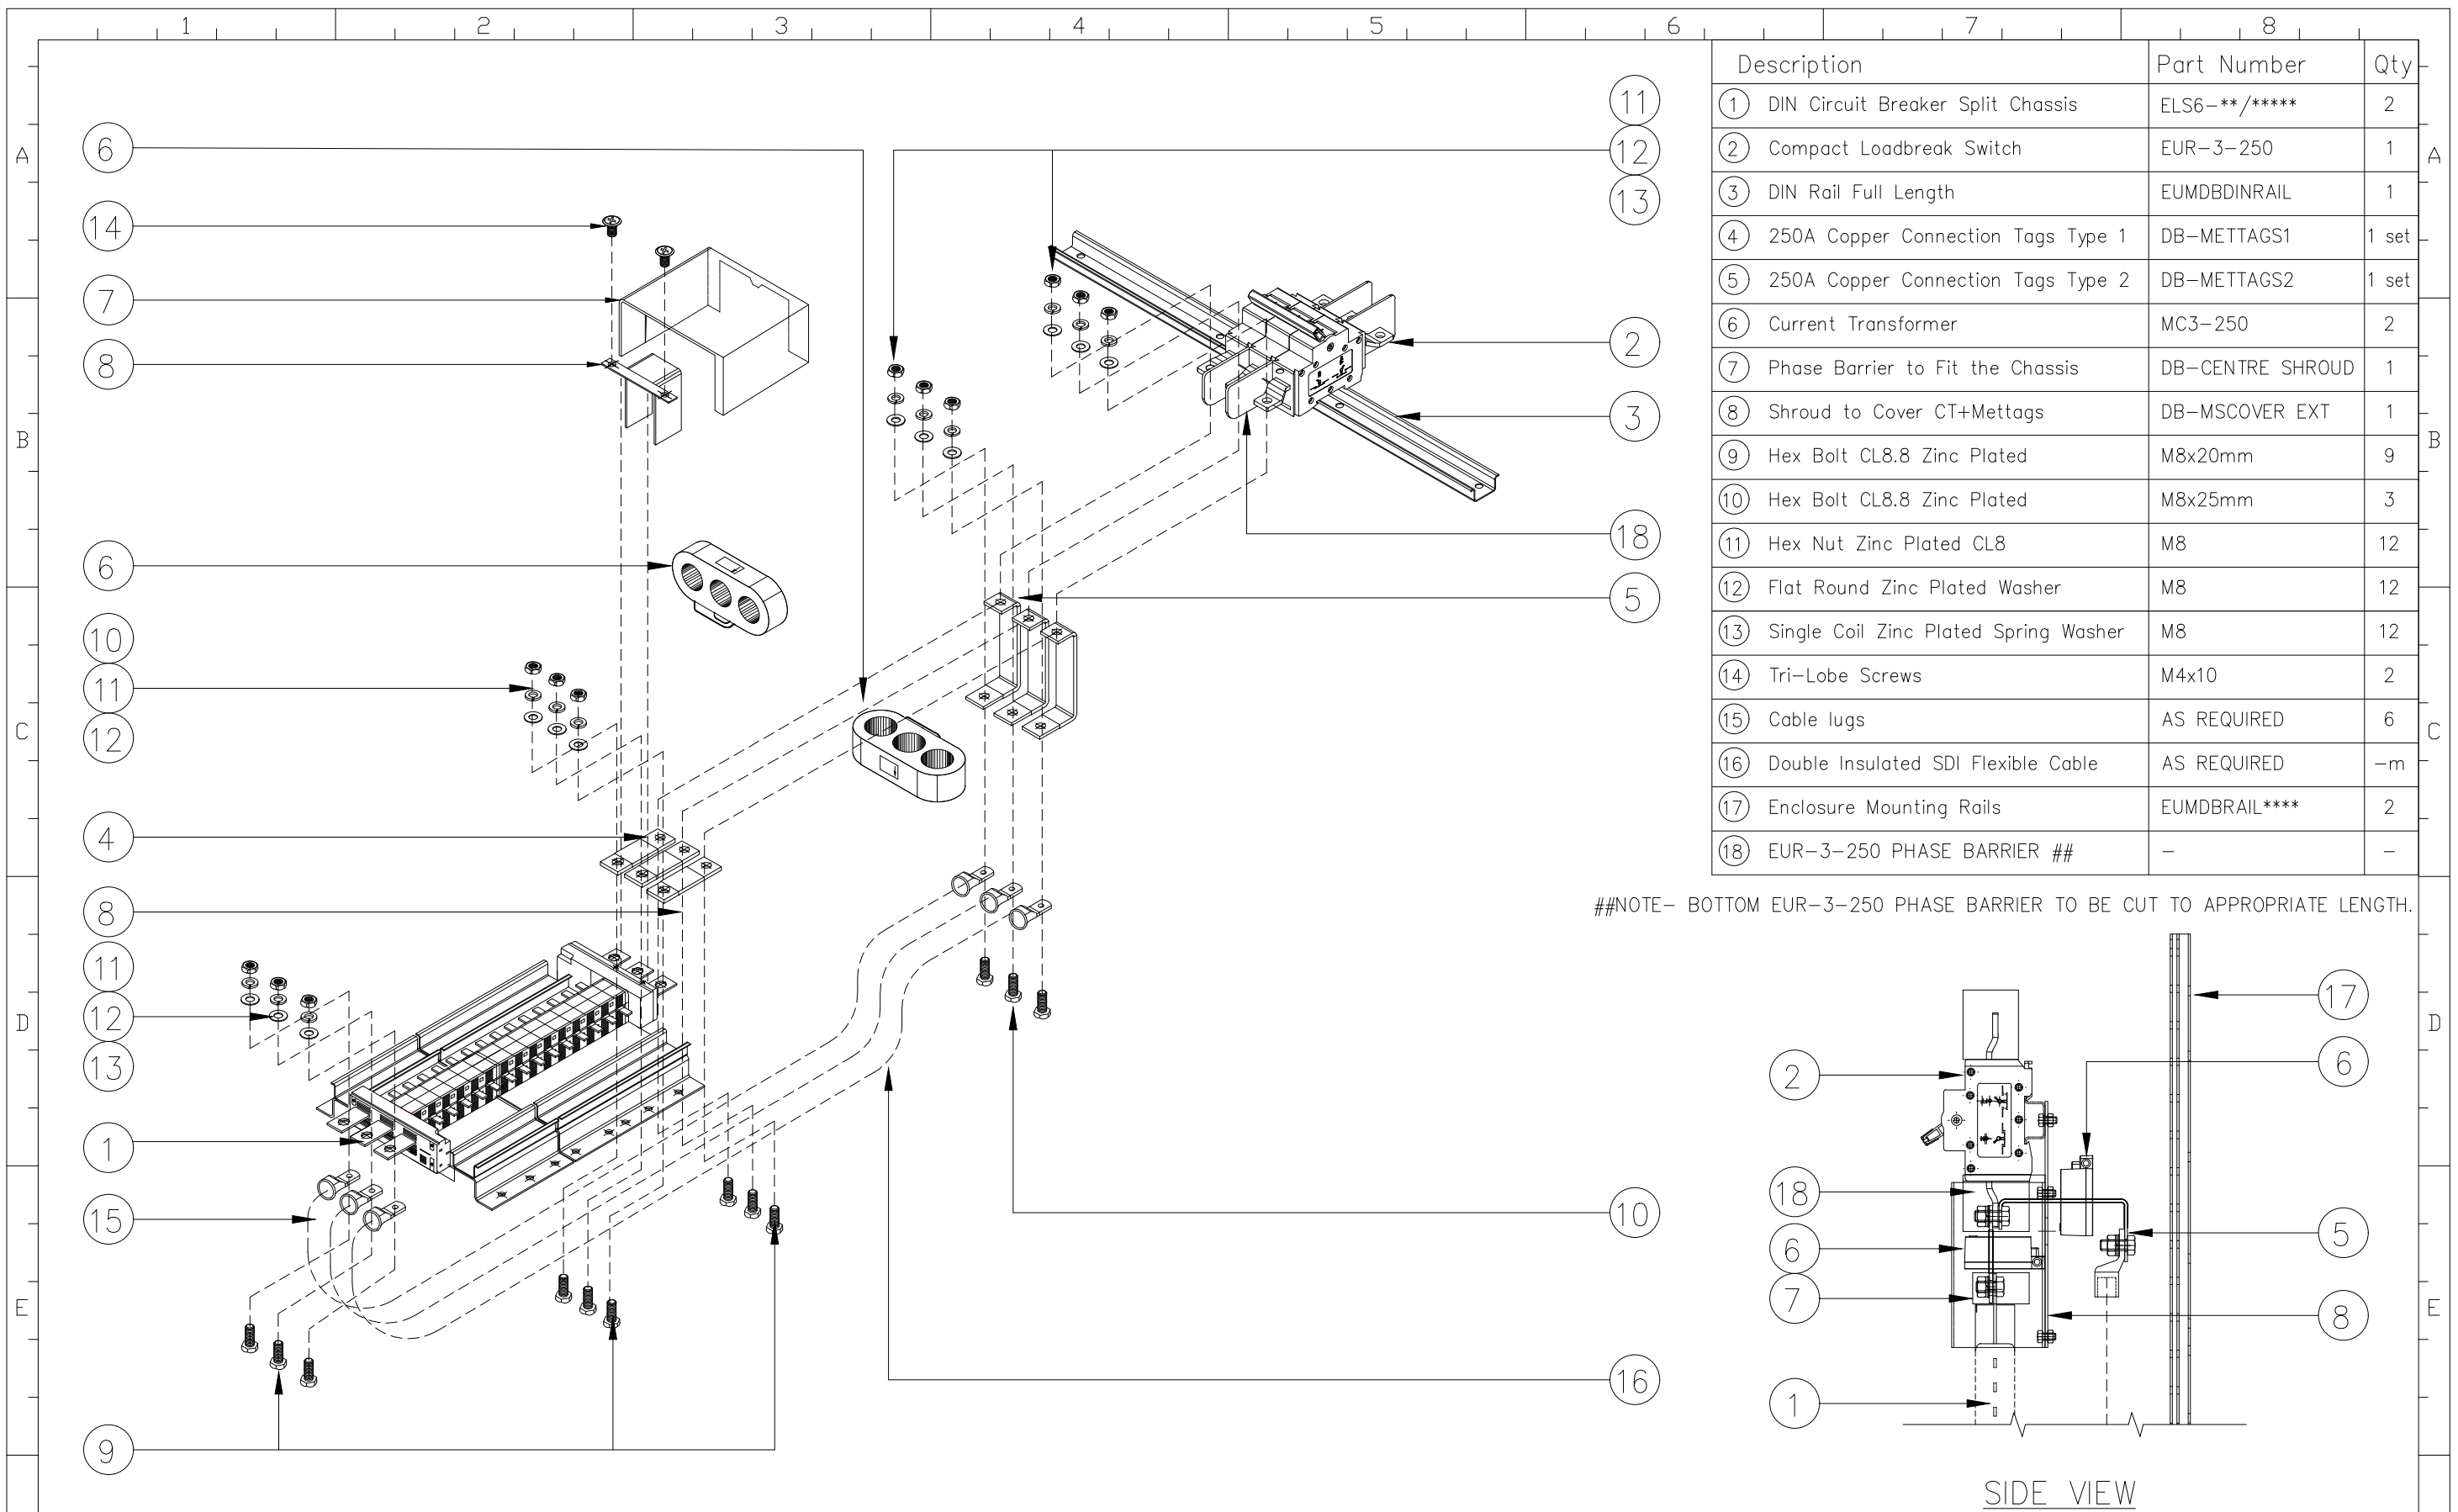 1 2 3 4 5 6 7 8
Description Part Number Qty
1 DIN Circuit Breaker Split Chassis ELS6-**/***** 2
2 Compact Loadbreak Switch EUR-3-250 1
3 DIN Rail Full Length EUMDBDINRAIL 1
4 250A Copper Connection Tags Type 1 DB-METTAGS1 1 set
5 250A Copper Connection Tags Type 2 DB-METTAGS2 1 set
6 Current Transformer MC3-250 2
7 Phase Barrier to Fit the Chassis DB-CENTRE SHROUD 1
8 Shroud to Cover CT+Mettags DB-MSCOVER EXT 1
9 Hex Bolt CL8.8 Zinc Plated M8x20mm 9
10 Hex Bolt CL8.8 Zinc Plated M8x25mm 3
11 Hex Nut Zinc Plated CL8 M8 12
12 Flat Round Zinc Plated Washer M8 12
13 Single Coil Zinc Plated Spring Washer M8 12
14 Tri-Lobe Screws M4x10 2
15 Cable lugs AS REQUIRED 6
16 Double Insulated SDI Flexible Cable AS REQUIRED -m
17 Enclosure Mounting Rails EUMDBRAIL**** 2
18 EUR-3-250 PHASE BARRIER ## - -
##NOTE- BOTTOM EUR-3-250 PHASE BARRIER TO BE CUT TO APPROPRIATE LENGTH.
A
B
C
D
E
6
14
7
8
6
10
11
12
4
8
11
12
13
1
15
9
11
12
13
2
3
18
5
10
16
2
18
6
7
1
17
6
5
8
A
B
C
D
E
SIDE VIEW